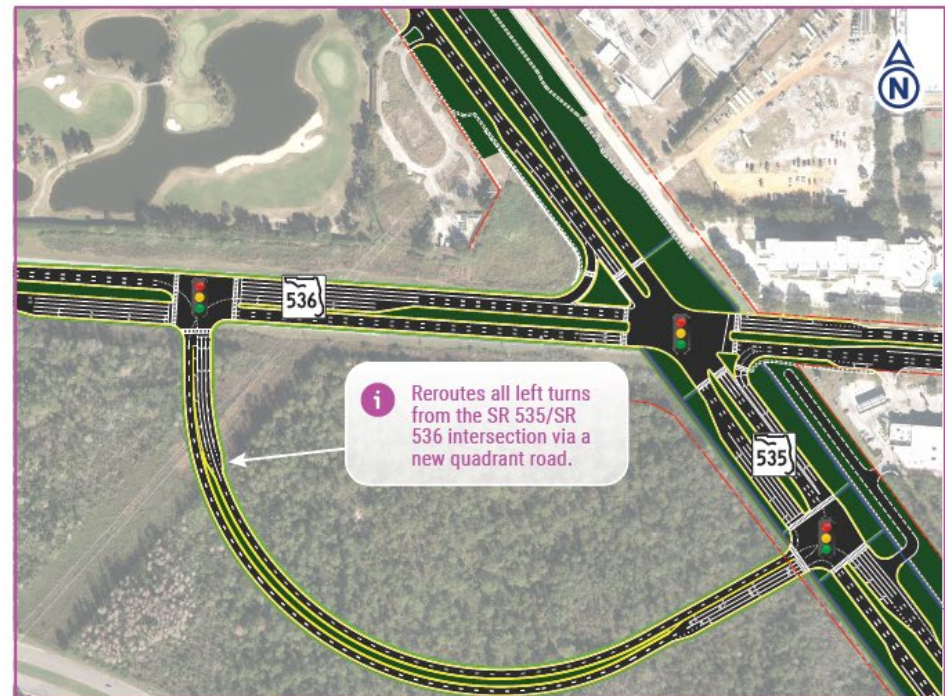 N
536
i
Reroutes all left turns
from the SR 535/SR
536 intersection via a
new quadrant road.
535